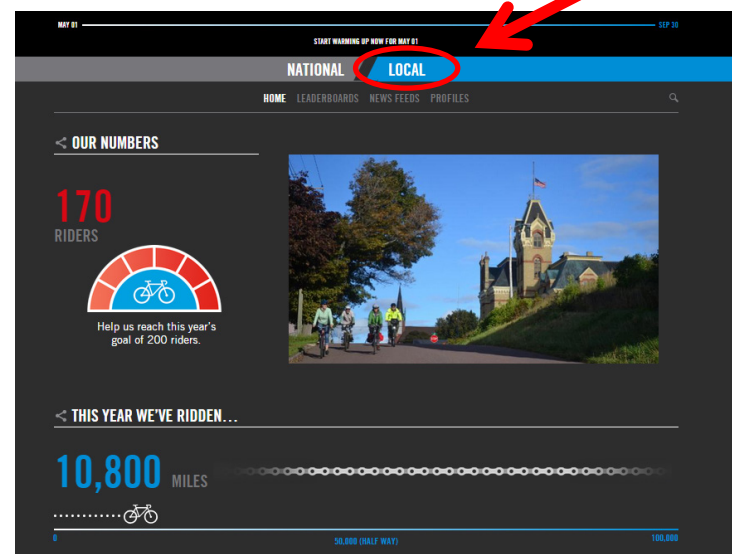 MAY 01
SEP 30
START WARMING UP NOW FOR MAY 01
NATIONAL LOCAL
HOME LEADERBOARDS NEWS FEEDS PROFILES
OUR NUMBERS
170
RIDERS
Help us reach this year's
goal of 200 riders.
THIS YEAR WE'VE RIDDEN...
10,800 MILES
0 50,000 (HALF WAY) 100,000